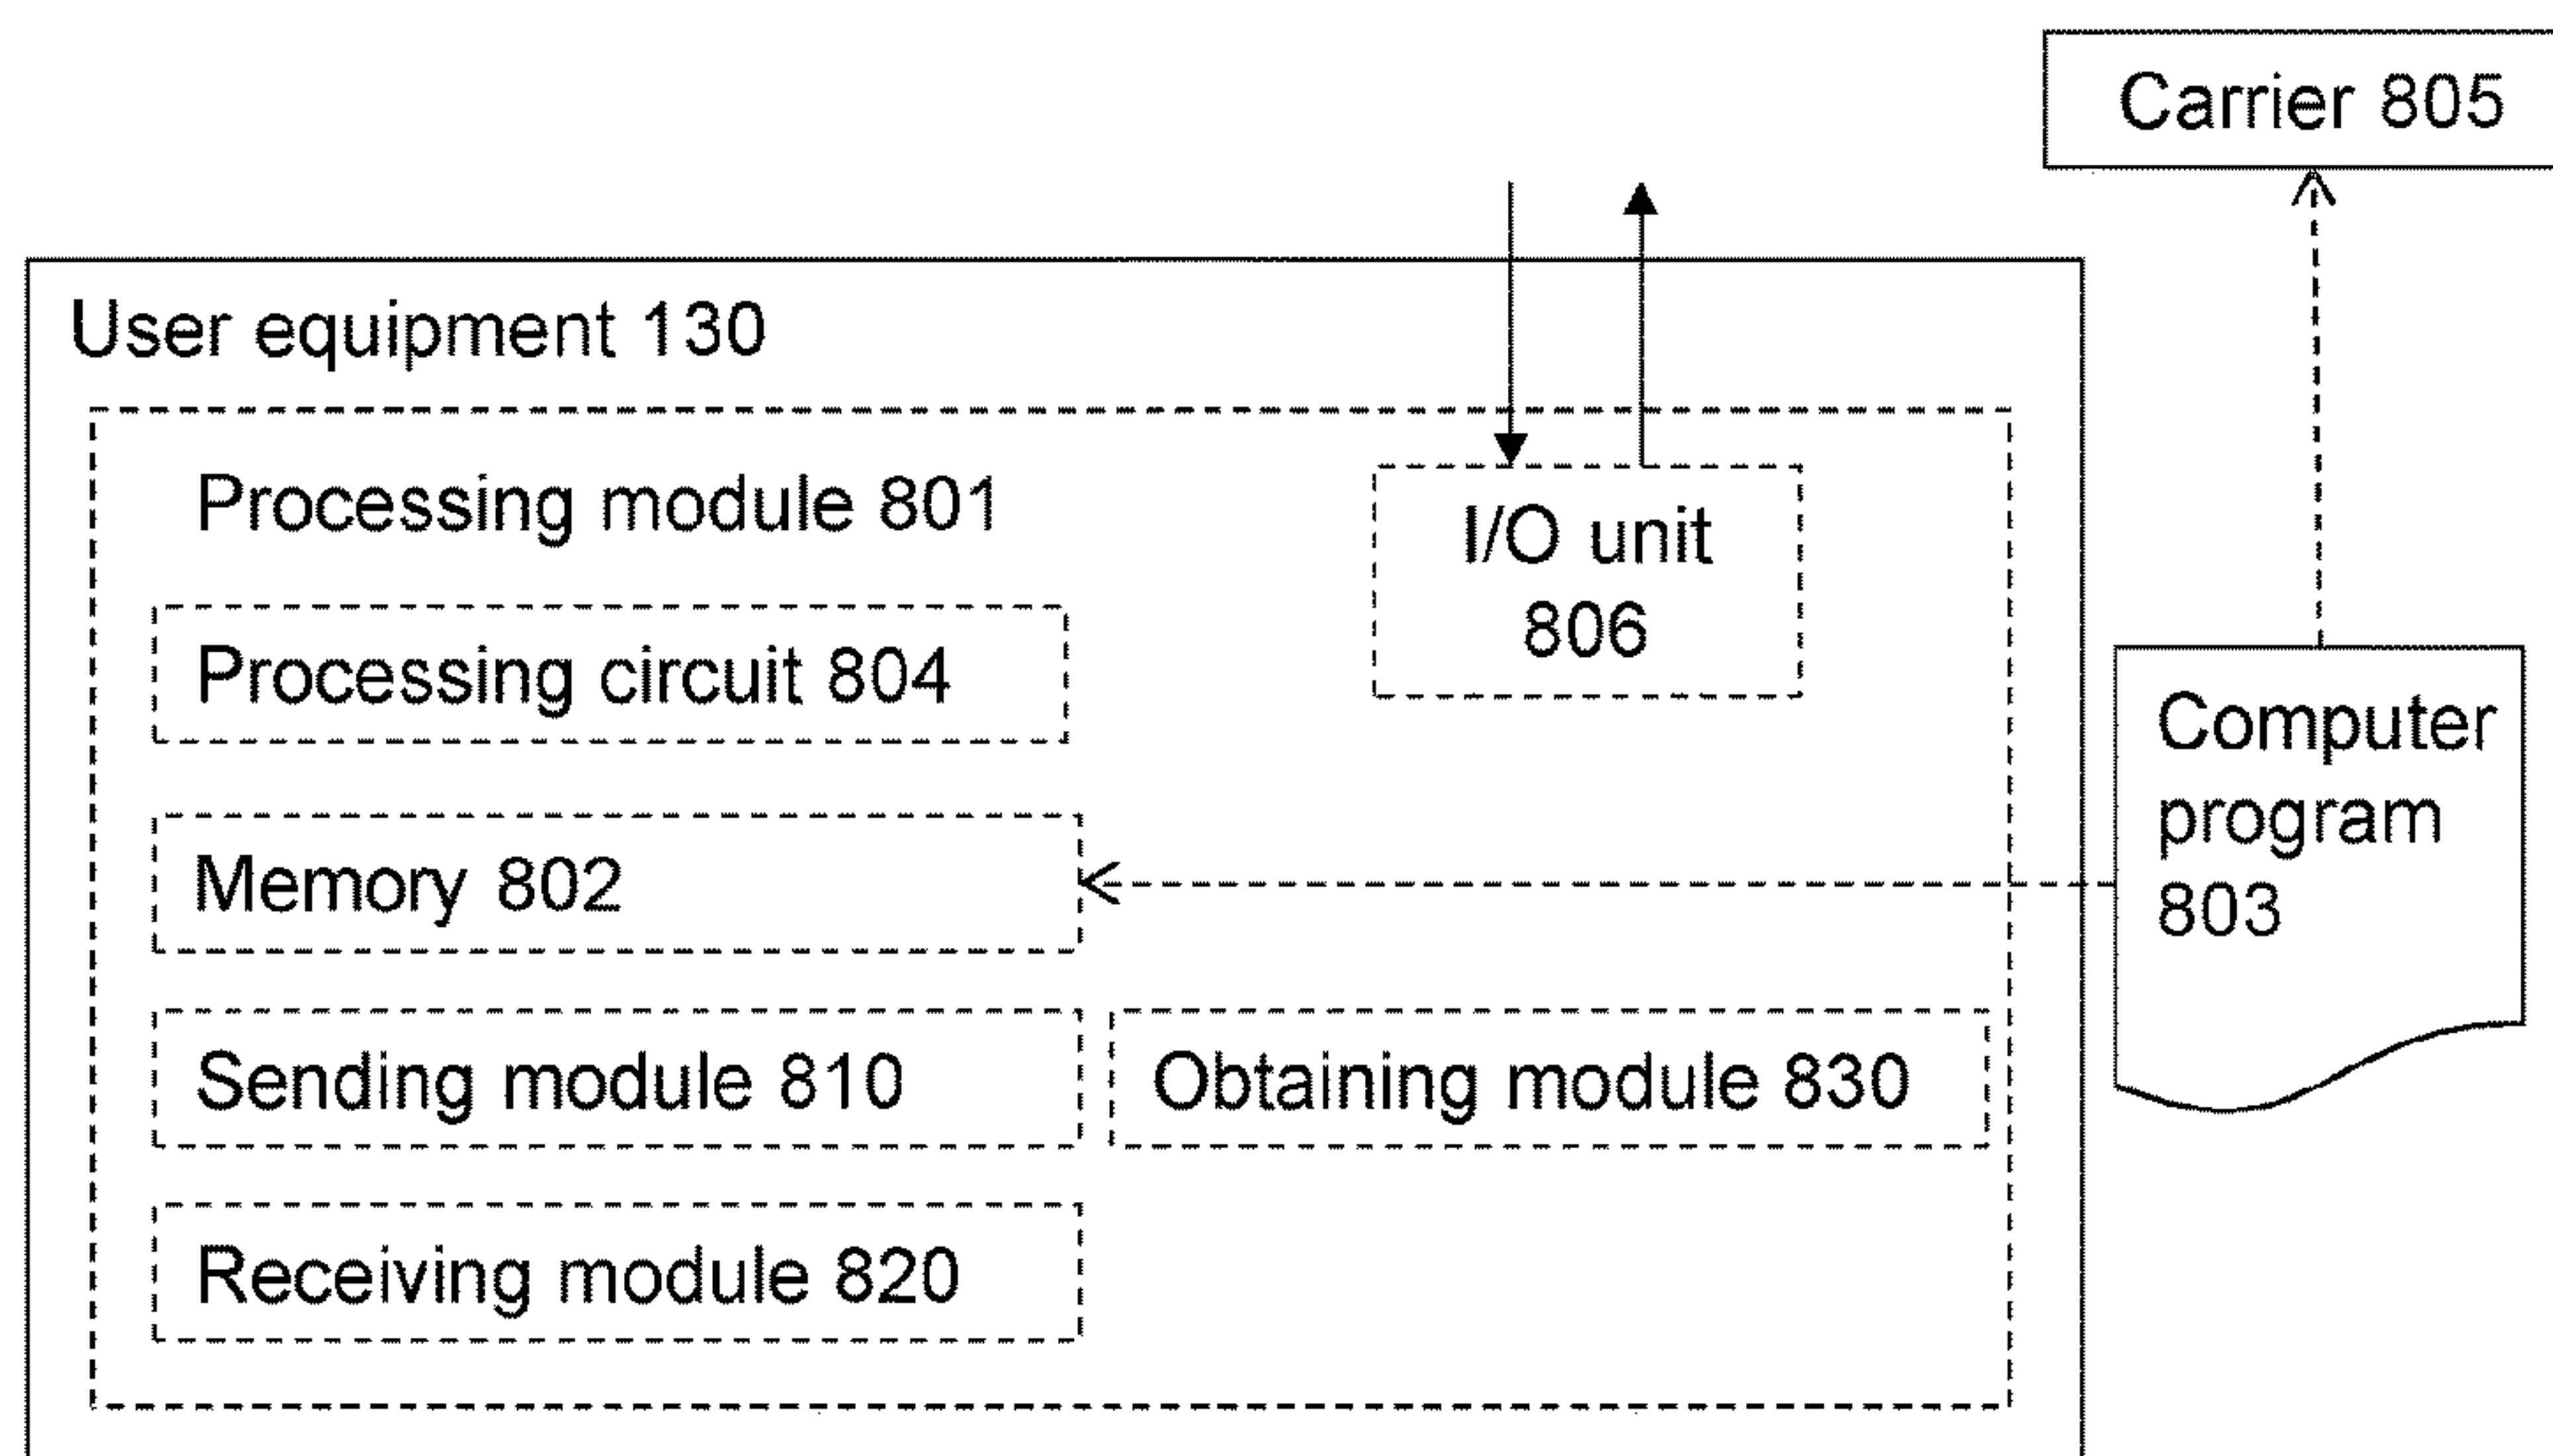 Carrier 805
User equipment 130
Processing module 801
I/O unit
806
Processing circuit 804
Computer
program
803
Memory 802
Sending module 810
Obtaining module 830
Receiving module 820